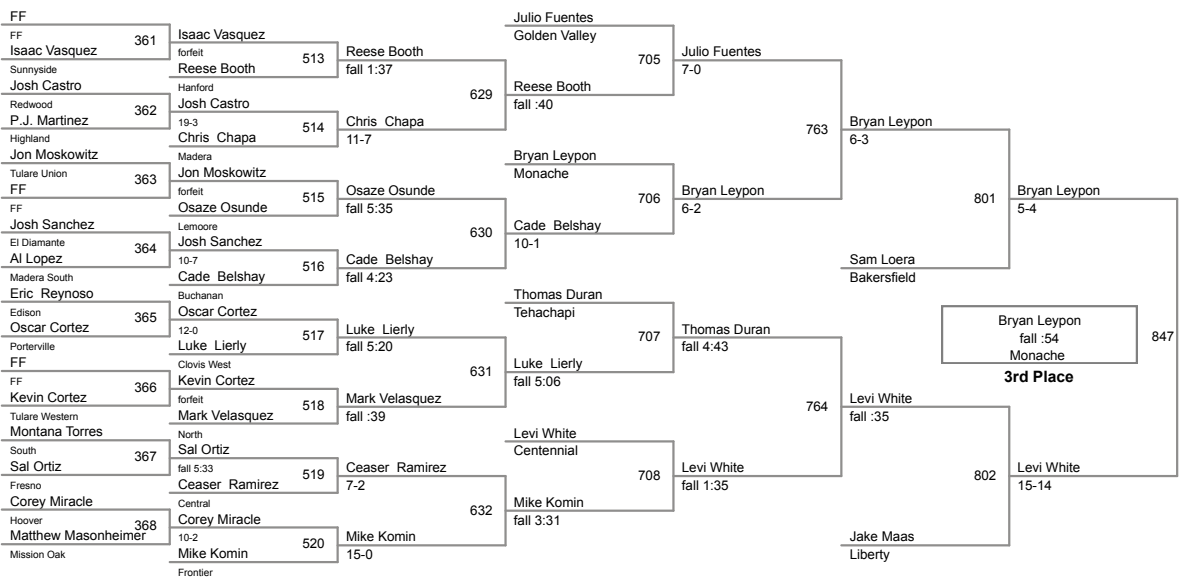 FF
FF
361
Isaac Vasquez
Sunnyside
Josh Castro
Redwood
362
P.J. Martinez
Highland
Jon Moskowitz
Tulare Union
363
FF
FF
Josh Sanchez
El Diamante
364
Al Lopez
Madera South
Eric Reynoso
Edison
365
Oscar Cortez
Porterville
FF
FF
366
Kevin Cortez
Tulare Western
Montana Torres
South
367
Sal Ortiz
Fresno
Corey Miracle
Hoover
368
Matthew Masonheimer
Mission Oak
Isaac Vasquez
forfeit
513
Reese Booth
Hanford
Josh Castro
19-3
514
Chris Chapa
Madera
Jon Moskowitz
forfeit
515
Osaze Osunde
Lemoore
Josh Sanchez
10-7
516
Cade Belshay
Buchanan
Oscar Cortez
12-0
517
Luke Lierly
Clovis West
Kevin Cortez
forfeit
518
Mark Velasquez
North
Sal Ortiz
fall 5:33
519
Ceaser Ramirez
Central
Corey Miracle
10-2
520
Mike Komin
Frontier
Reese Booth
fall 1:37
629
Chris Chapa
11-7
Osaze Osunde
fall 5:35
630
Cade Belshay
fall 4:23
Luke Lierly
fall 5:20
631
Mark Velasquez
fall :39
Ceaser Ramirez
7-2
632
Mike Komin
15-0
Julio Fuentes
Golden Valley
705
Reese Booth
fall :40
Bryan Leypon
Monache
706
Cade Belshay
10-1
Thomas Duran
Tehachapi
707
Luke Lierly
fall 5:06
Levi White
Centennial
708
Mike Komin
fall 3:31
Julio Fuentes
7-0
763
Bryan Leypon
6-2
Thomas Duran
fall 4:43
764
Levi White
fall 1:35
Bryan Leypon
6-3
801
Sam Loera
Bakersfield
Levi White
fall :35
802
Jake Maas
Liberty
Bryan Leypon
5-4
847
Levi White
15-14
Bryan Leypon
fall :54
Monache
3rd Place